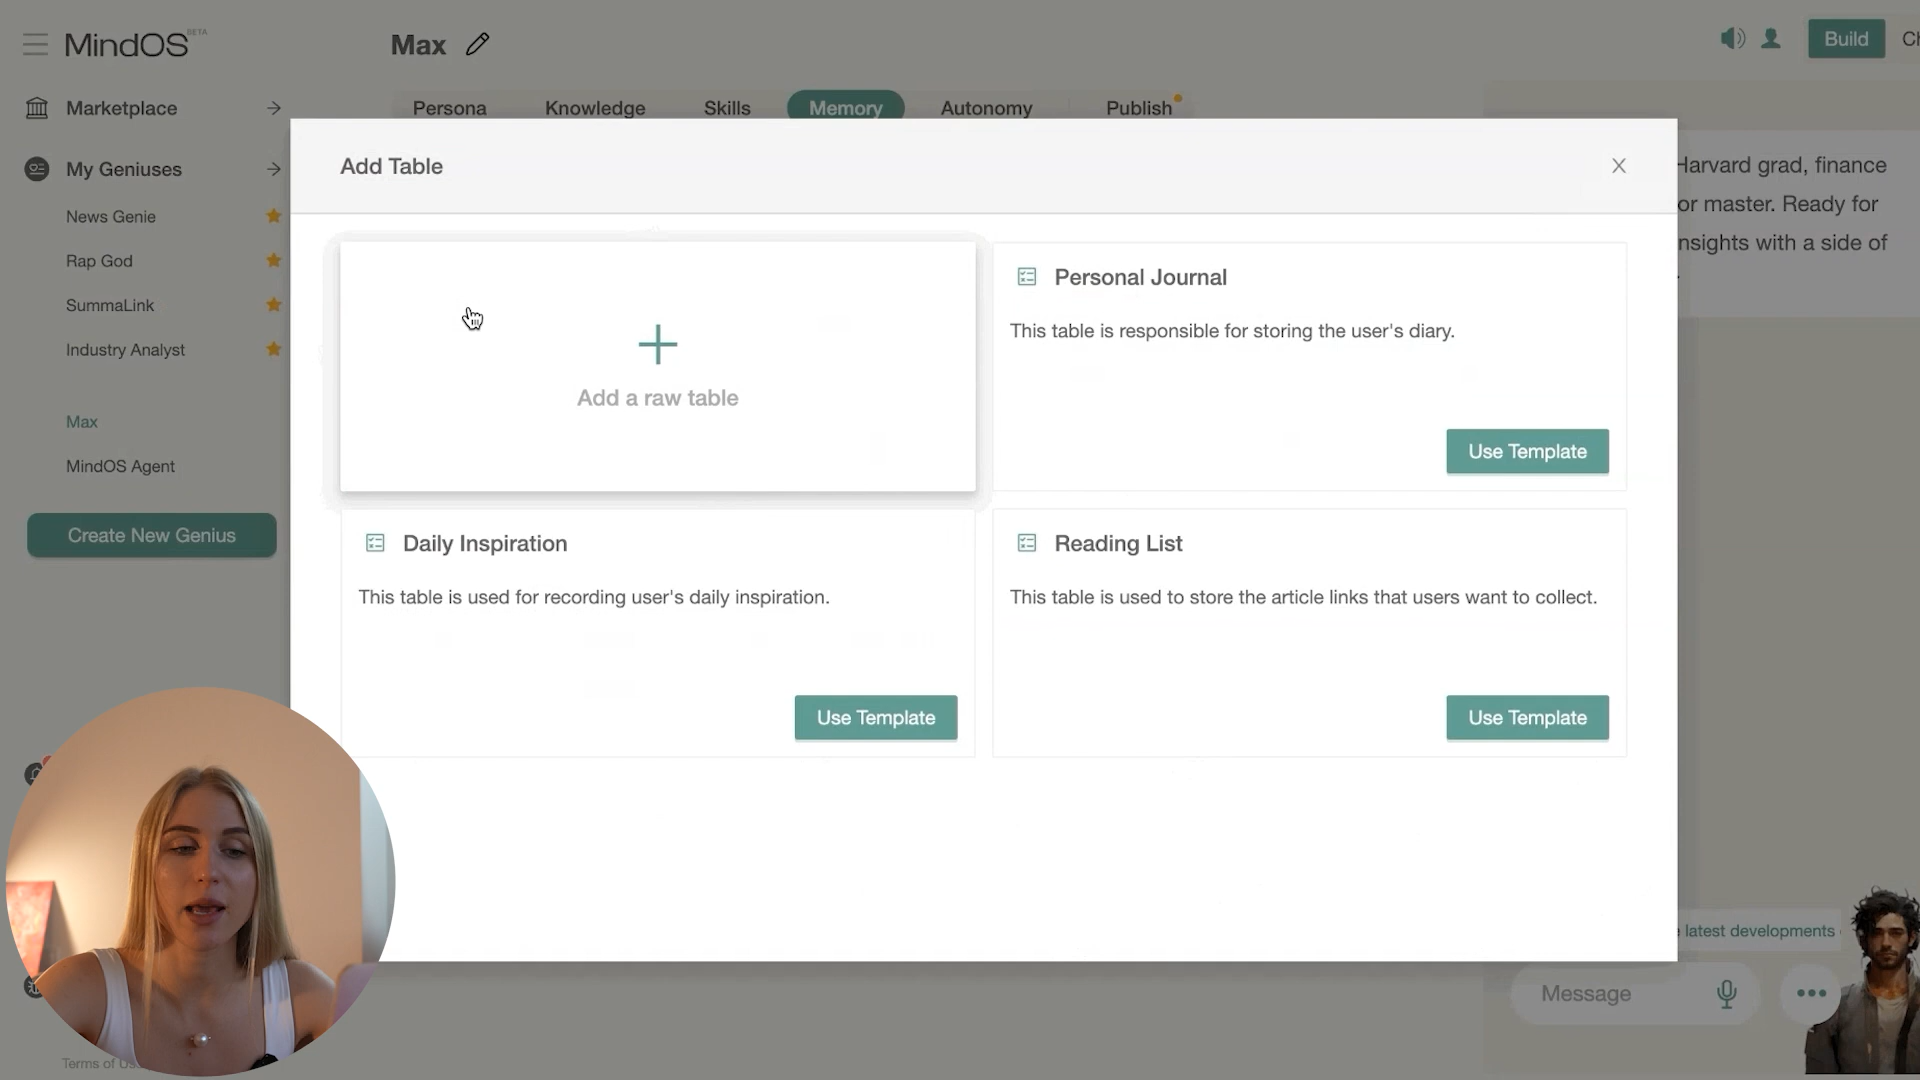 MindOS BETA
Max
Build
Marketplace
Persona
Knowledge
Skills
Memory
Autonomy
Publish
My Geniuses
News Genie
Rap God
SummaLink
Industry Analyst
Max
MindOS Agent
Create New Genius
Add Table
Harvard grad, finance
or master. Ready for
insights with a side of
Add a raw table
Personal Journal
This table is responsible for storing the user's diary.
Use Template
Daily Inspiration
This table is used for recording user's daily inspiration.
Use Template
Reading List
This table is used to store the article links that users want to collect.
Use Template
latest developments
Message
Terms of